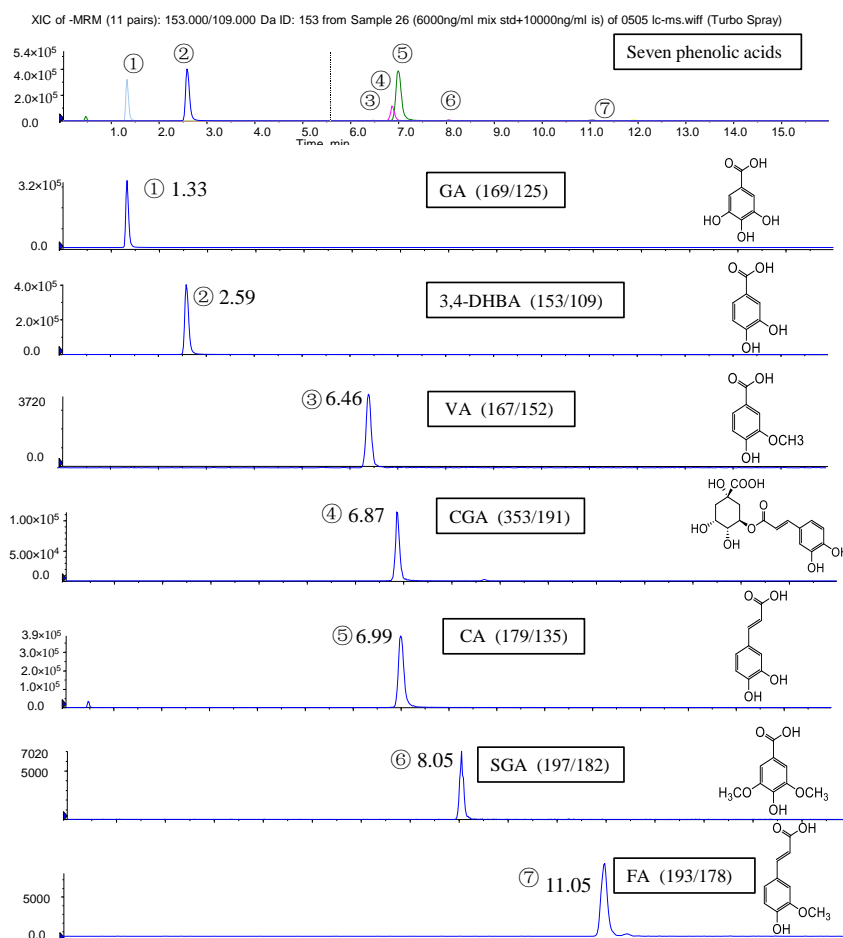 XIC of -MRM (11 pairs): 153.000/109.000 Da ID: 153 from Sample 26 (6000ng/ml mix std+10000ng/ml is) of 0505 lc-ms.wiff (Turbo Spray)
5.4×10⁵
4.0×10⁵
2.0×10⁵
0.0
① ② ③ ④ ⑤ ⑥ ⑦
Seven phenolic acids
1.0 2.0 3.0 4.0 5.0 6.0 7.0 8.0 9.0 10.0 11.0 12.0 13.0 14.0 15.0
Time, min
3.2×10⁵
0.0
① 1.33
GA (169/125)
O OH
HO OH
OH
4.0×10⁵
2.0×10⁵
0.0
② 2.59
3,4-DHBA (153/109)
O OH
OH
OH
3720
0.0
③ 6.46
VA (167/152)
O OH
OCH3
OH
1.00×10⁵
5.00×10⁴
0.0
④ 6.87
CGA (353/191)
HO COOH
O
HO O
OH
OH
OH
3.9×10⁵
3.0×10⁵
2.0×10⁵
1.0×10⁵
0.0
⑤ 6.99
CA (179/135)
O OH
OH
OH
7020
5000
0.0
⑥ 8.05
SGA (197/182)
O OH
OCH₃ OCH₃
OH
5000
0.0
⑦ 11.05
FA (193/178)
O OH
OCH₃
OH